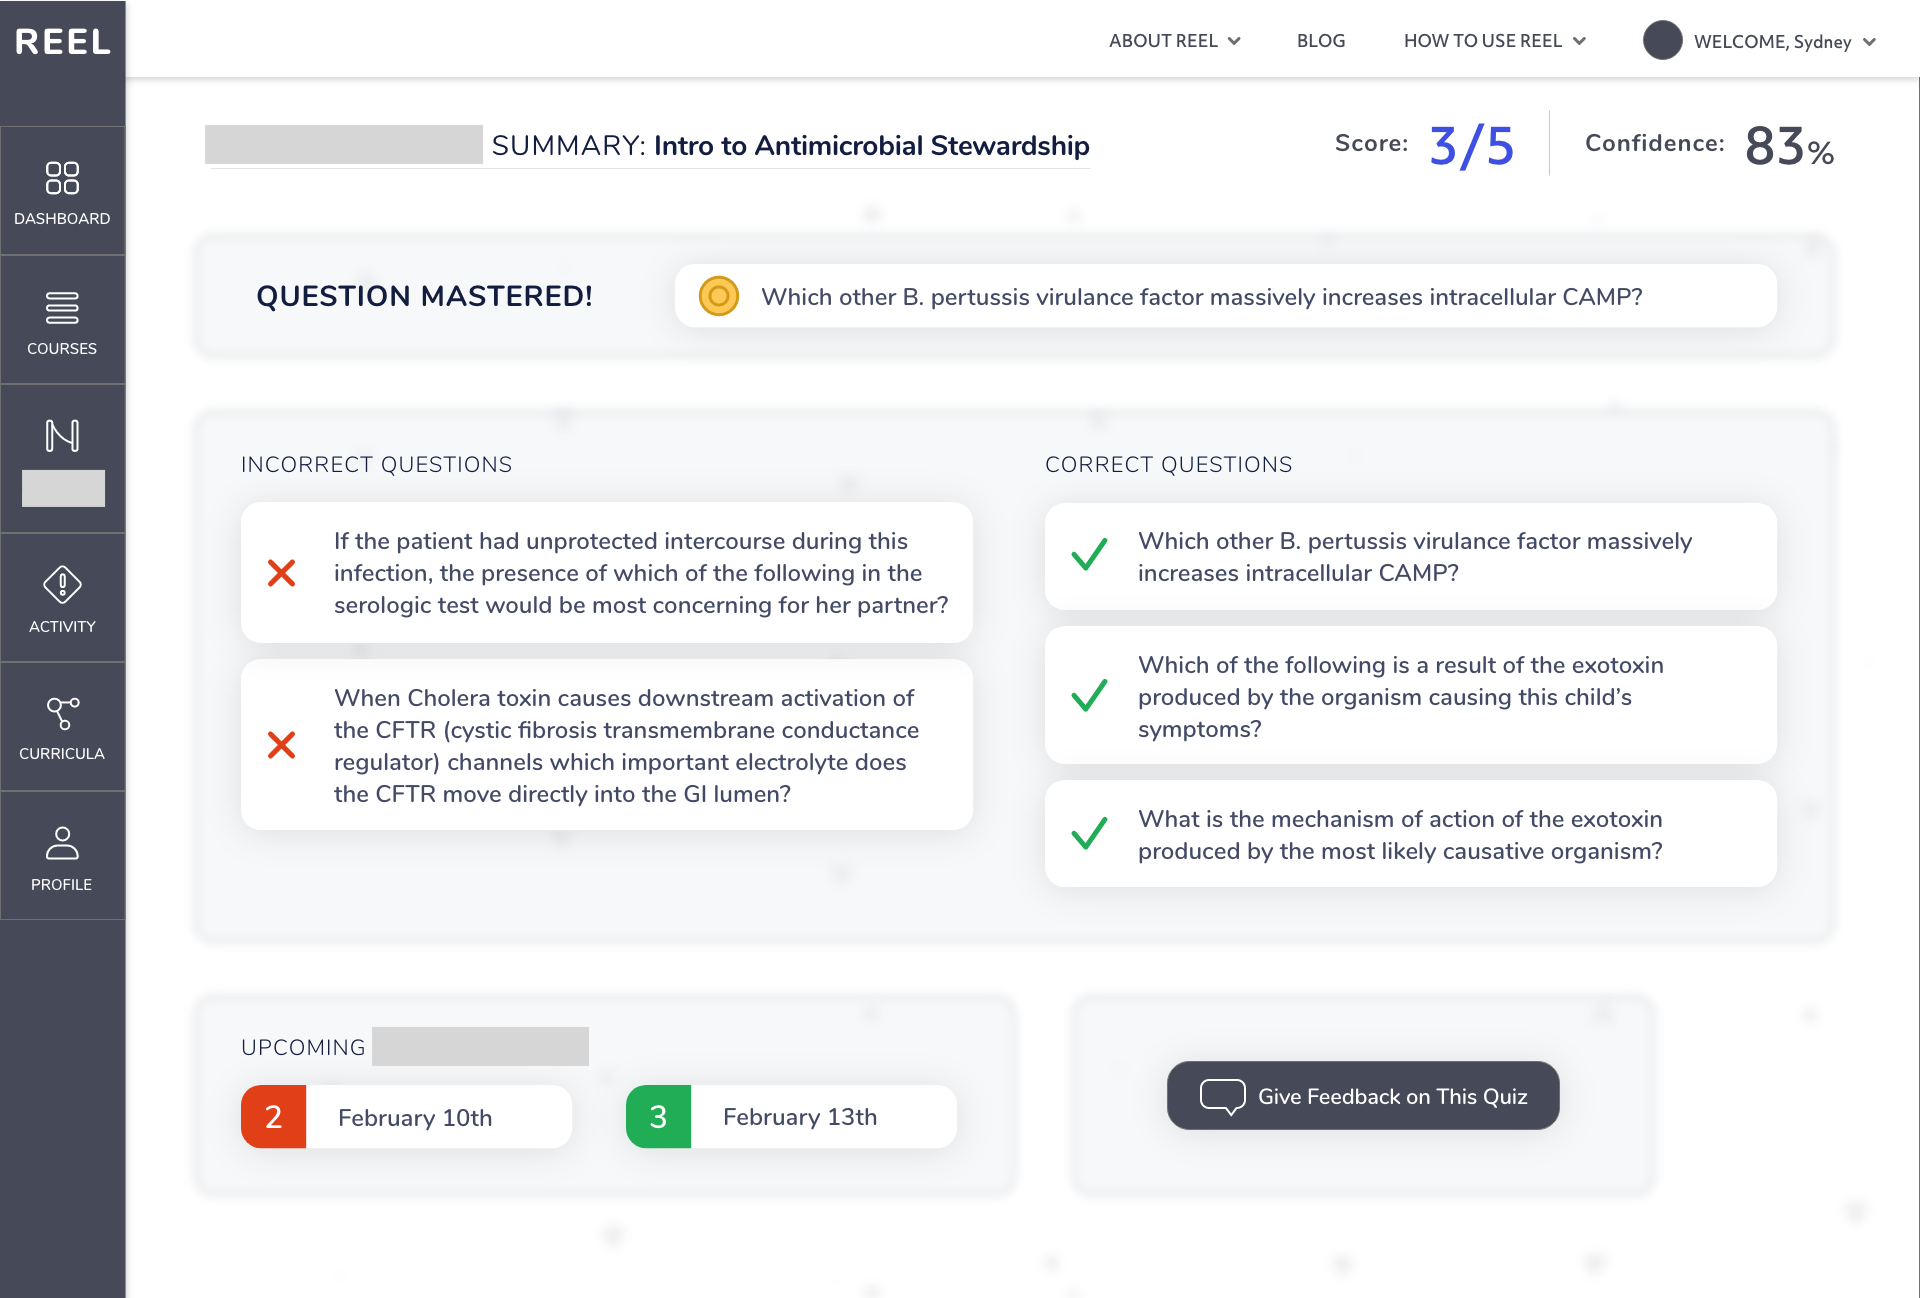 REEL
ABOUT REEL
BLOG
HOW TO USE REEL
WELCOME, Sydney
DASHBOARD
COURSES
ACTIVITY
CURRICULA
PROFILE
SUMMARY: Intro to Antimicrobial Stewardship
Score: 3/5
Confidence: 83%
QUESTION MASTERED!
Which other B. pertussis virulance factor massively increases intracellular CAMP?
INCORRECT QUESTIONS
If the patient had unprotected intercourse during this
infection, the presence of which of the following in the
serologic test would be most concerning for her partner?
When Cholera toxin causes downstream activation of
the CFTR (cystic fibrosis transmembrane conductance
regulator) channels which important electrolyte does
the CFTR move directly into the GI lumen?
CORRECT QUESTIONS
Which other B. pertussis virulance factor massively
increases intracellular CAMP?
Which of the following is a result of the exotoxin
produced by the organism causing this child’s
symptoms?
What is the mechanism of action of the exotoxin
produced by the most likely causative organism?
UPCOMING
2 February 10th
3 February 13th
Give Feedback on This Quiz